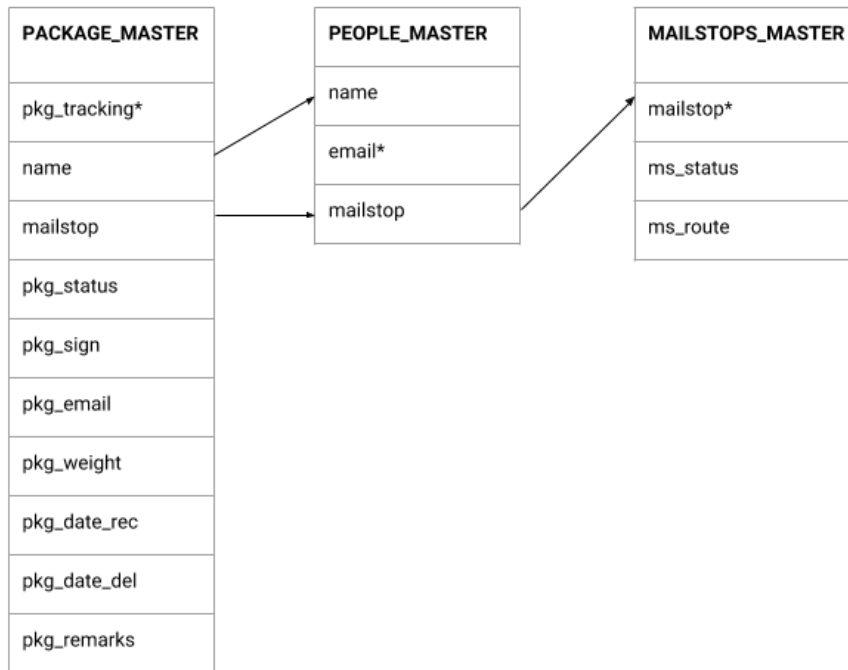 PACKAGE_MASTER
pkg_tracking*
name
mailstop
pkg_status
pkg_sign
pkg_email
pkg_weight
pkg_date_rec
pkg_date_del
pkg_remarks
PEOPLE_MASTER
name
email*
mailstop
MAILSTOPS_MASTER
mailstop*
ms_status
ms_route